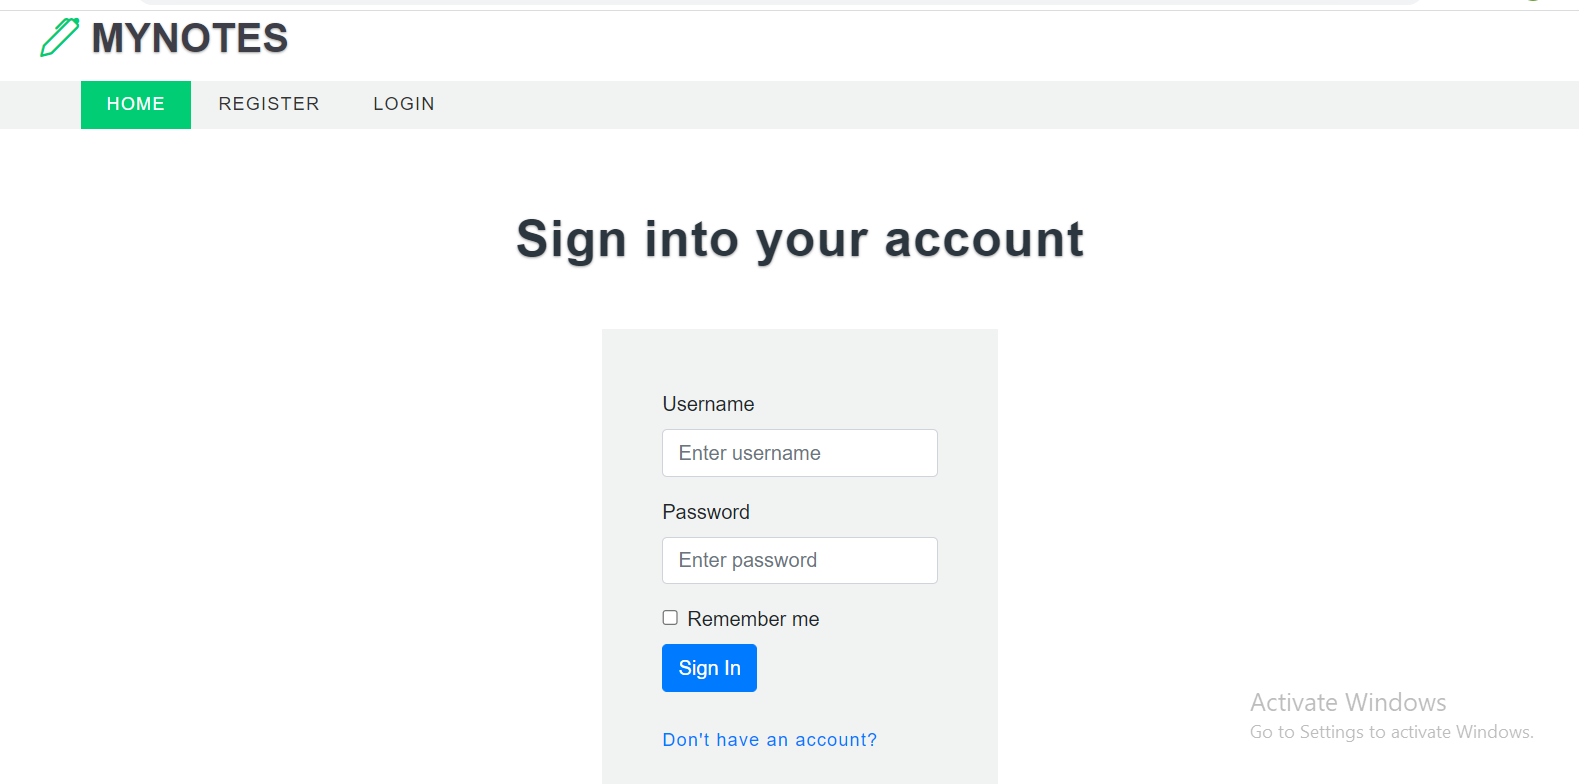 MYNOTES
HOME REGISTER LOGIN
Sign into your account
Username
Enter username
Password
Enter password
Remember me
Sign In
Don't have an account?
Activate Windows
Go to Settings to activate Windows.